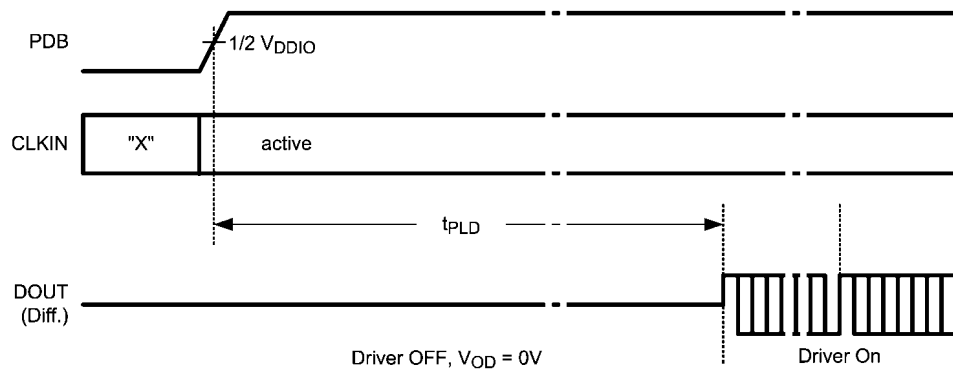 PDB
1/2 VDDIO
CLKIN
"X"
active
tPLD
DOUT
(Diff.)
Driver OFF, VOD = 0V
Driver On